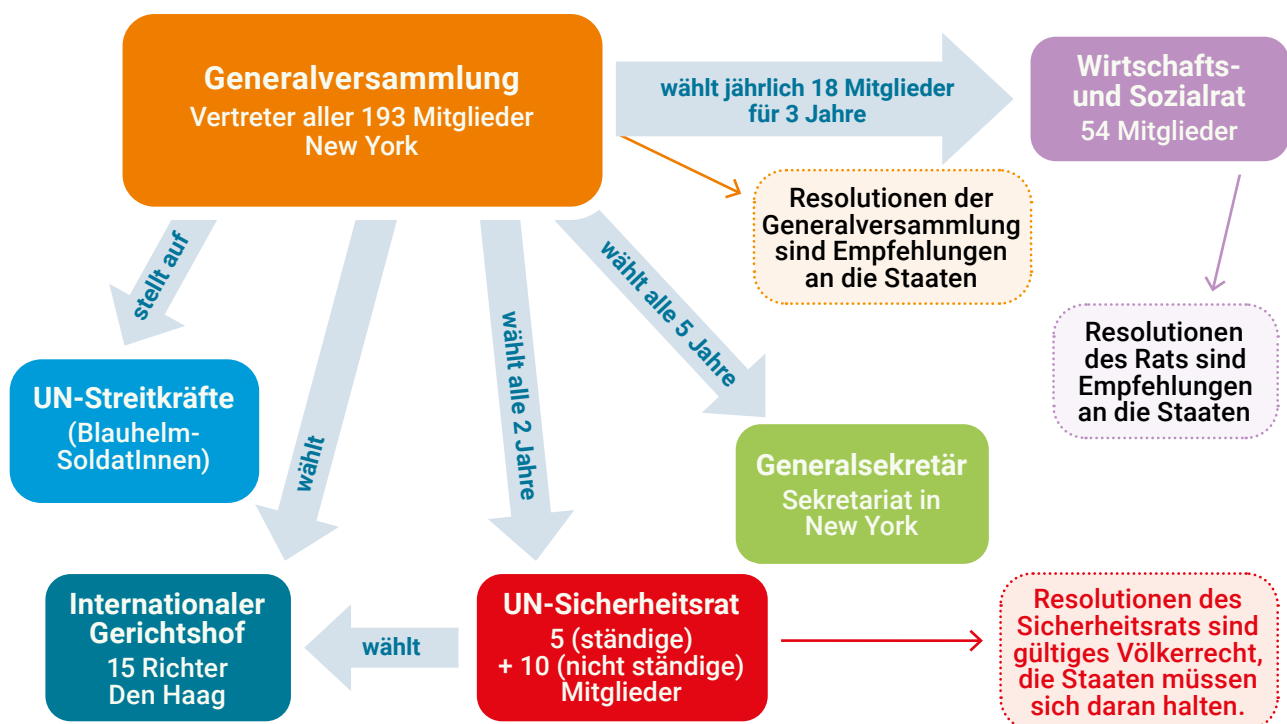 Generalversammlung
Vertreter aller 193 Mitglieder
New York
wählt jährlich 18 Mitglieder
für 3 Jahre
Wirtschafts-
und Sozialrat
54 Mitglieder
Resolutionen der
Generalversammlung
sind Empfehlungen
an die Staaten
Resolutionen
des Rats sind
Empfehlungen
an die Staaten
stellt auf
wählt
wählt alle 2 Jahre
wählt alle 5 Jahre
UN-Streitkräfte
(Blauhelm-
SoldatInnen)
Generalsekretär
Sekretariat in
New York
Internationaler
Gerichtshof
15 Richter
Den Haag
wählt
UN-Sicherheitsrat
5 (ständige)
+ 10 (nicht ständige)
Mitglieder
Resolutionen des
Sicherheitsrats sind
gültiges Völkerrecht,
die Staaten müssen
sich daran halten.